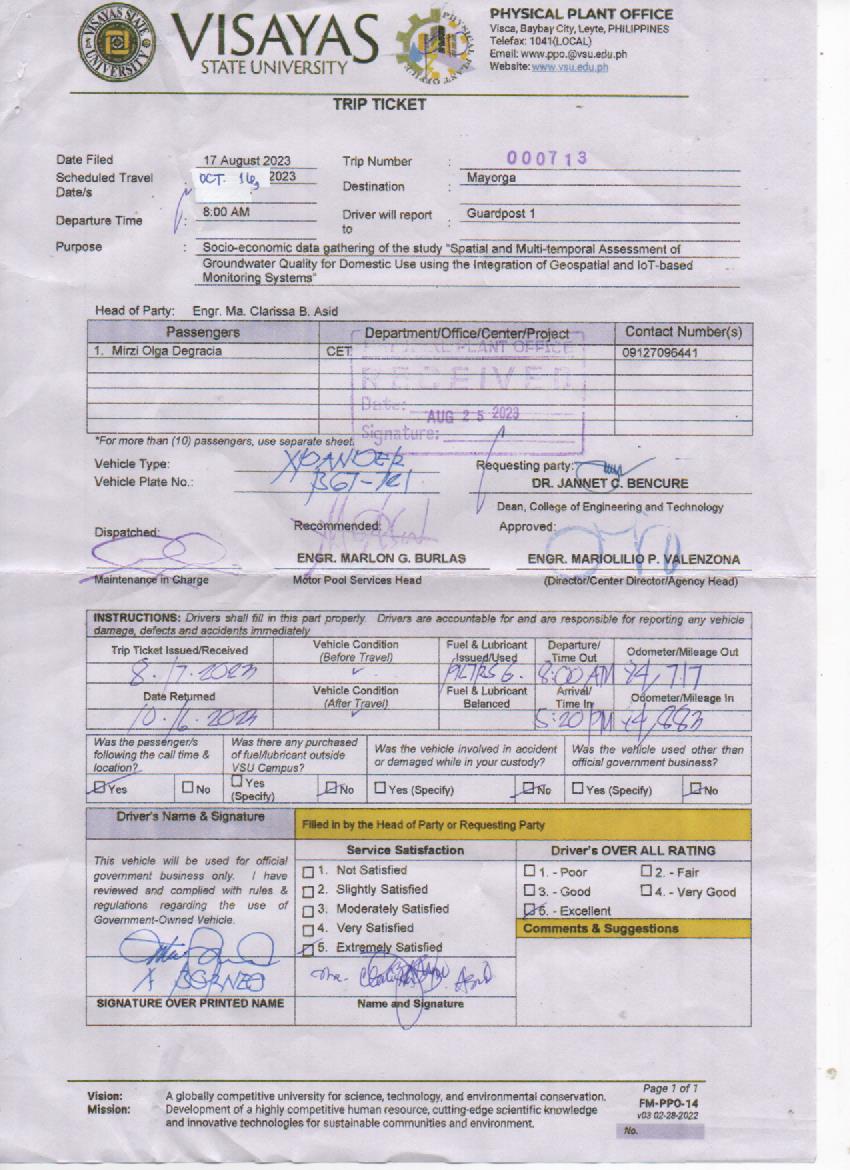 VISAYAS
STATE UNIVERSITY
PHYSICAL PLANT OFFICE
Visca, Baybay City, Leyte, PHILIPPINES
Telefax: 1041(LOCAL)
Email: www.ppo.@vsu.edu.ph
Website: www.vsu.edu.ph
TRIP TICKET
Date Filed 17 August 2023 Trip Number : 000713
Scheduled Travel Date/s OCT. 16, 2023 Destination : Mayorga
Departure Time : 8:00 AM Driver will report to : Guardpost 1
Purpose : Socio-economic data gathering of the study "Spatial and Multi-temporal Assessment of
Groundwater Quality for Domestic Use using the Integration of Geospatial and IoT-based
Monitoring Systems"
Head of Party: Engr. Ma. Clarissa B. Asid
Passengers Department/Office/Center/Project Contact Number(s)
1. Mirzi Olga Degracia CET 09127096441
PHYSICAL PLANT OFFICE
RECEIVED
Date: AUG 25 2023
Signature:
*For more than (10) passengers, use separate sheet.
Vehicle Type: XPANDER Requesting party:
Vehicle Plate No.: DR. JANNET C. BENCURE
Dean, College of Engineering and Technology
Dispatched: Recommended: Approved:
ENGR. MARLON G. BURLAS ENGR. MARIOLILIO P. VALENZONA
Maintenance in Charge Motor Pool Services Head (Director/Center Director/Agency Head)
INSTRUCTIONS: Drivers shall fill in this part properly. Drivers are accountable for and are responsible for reporting any vehicle
damage, defects and accidents immediately
Trip Ticket Issued/Received Vehicle Condition (Before Travel) Fuel & Lubricant Issued/Used Departure/ Time Out Odometer/Mileage Out
8:00 AM 44,717
Date Returned Vehicle Condition (After Travel) Fuel & Lubricant Balanced Arrival/ Time In Odometer/Mileage In
5:20 PM 44,883
Was the passenger/s following the call time & location? Was there any purchased of fuel/lubricant outside VSU Campus? Was the vehicle involved in accident or damaged while in your custody? Was the vehicle used other than official government business?
Yes No Yes (Specify) No Yes (Specify) No Yes (Specify) No
Driver's Name & Signature Filled in by the Head of Party or Requesting Party
Service Satisfaction Driver's OVER ALL RATING
This vehicle will be used for official
government business only. I have
reviewed and complied with rules &
regulations regarding the use of
Government-Owned Vehicle.
1. Not Satisfied
2. Slightly Satisfied
3. Moderately Satisfied
4. Very Satisfied
5. Extremely Satisfied
1. - Poor 2. - Fair
3. - Good 4. - Very Good
5. - Excellent
Comments & Suggestions
SIGNATURE OVER PRINTED NAME Name and Signature
Vision: A globally competitive university for science, technology, and environmental conservation.
Mission: Development of a highly competitive human resource, cutting-edge scientific knowledge
and innovative technologies for sustainable communities and environment.
Page 1 of 1
FM-PPO-14
v03 02-28-2022
No.